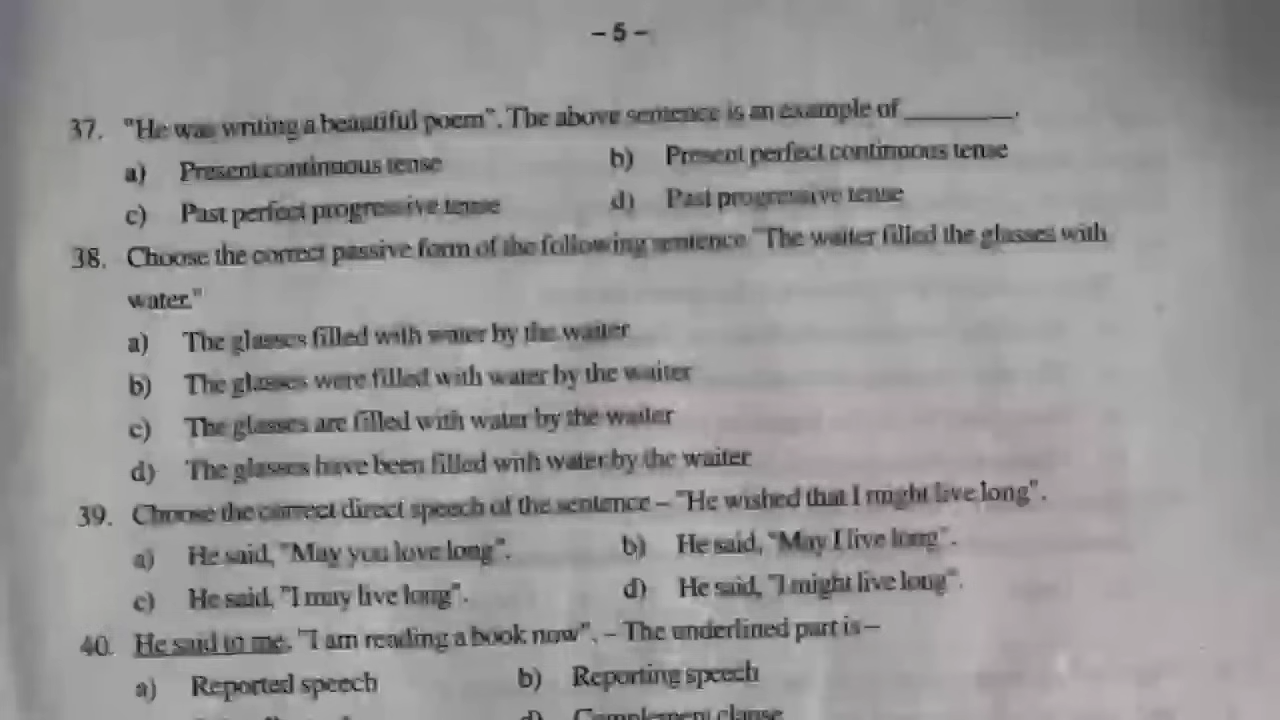 – 5 –
37. "He was writing a beautiful poem". The above sentence is an example of ________.
a) Present continuous tense b) Present perfect continuous tense
c) Past perfect progressive tense d) Past progressive tense
38. Choose the correct passive form of the following sentence "The waiter filled the glasses with
water."
a) The glasses filled with water by the waiter
b) The glasses were filled with water by the waiter
c) The glasses are filled with water by the waiter
d) The glasses have been filled with water by the waiter
39. Choose the correct direct speech of the sentence – "He wished that I might live long".
a) He said, "May you love long". b) He said, "May I live long".
c) He said, "I may live long". d) He said, "I might live long".
40. He said to me, "I am reading a book now". – The underlined part is –
a) Reported speech b) Reporting speech
d) Complement clause